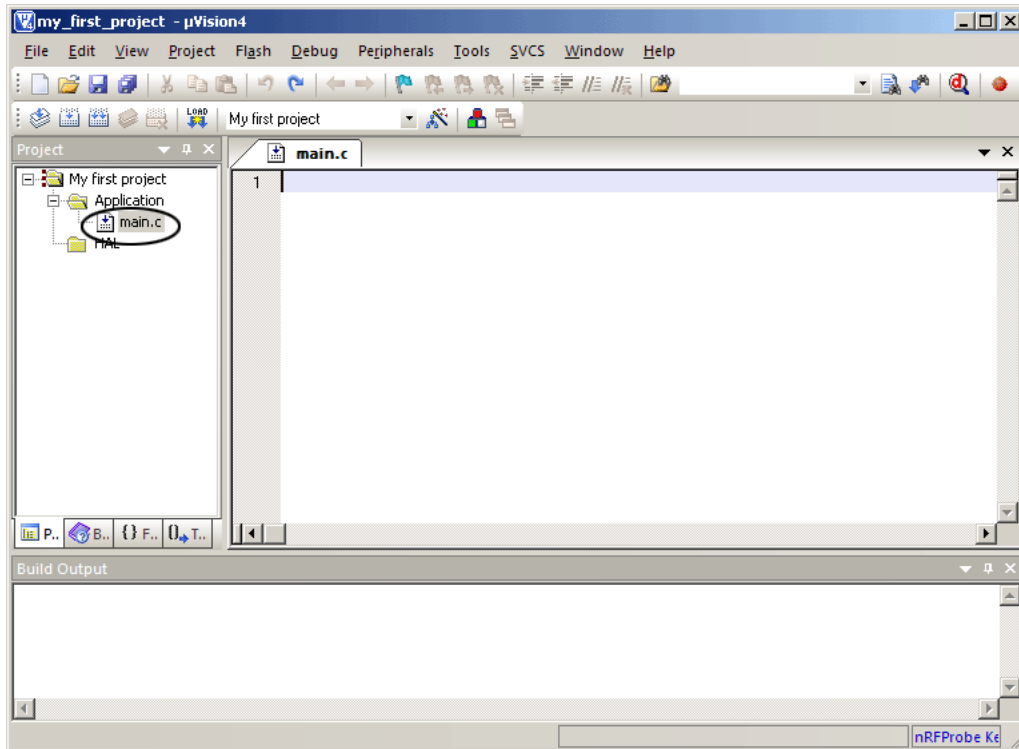 my_first_project - µVision4
File Edit View Project Flash Debug Peripherals Tools SVCS Window Help
LOAD My first project
Project
main.c
My first project
Application
main.c
HAL
1
P.. B.. {} F.. T..
Build Output
nRFProbe Ke